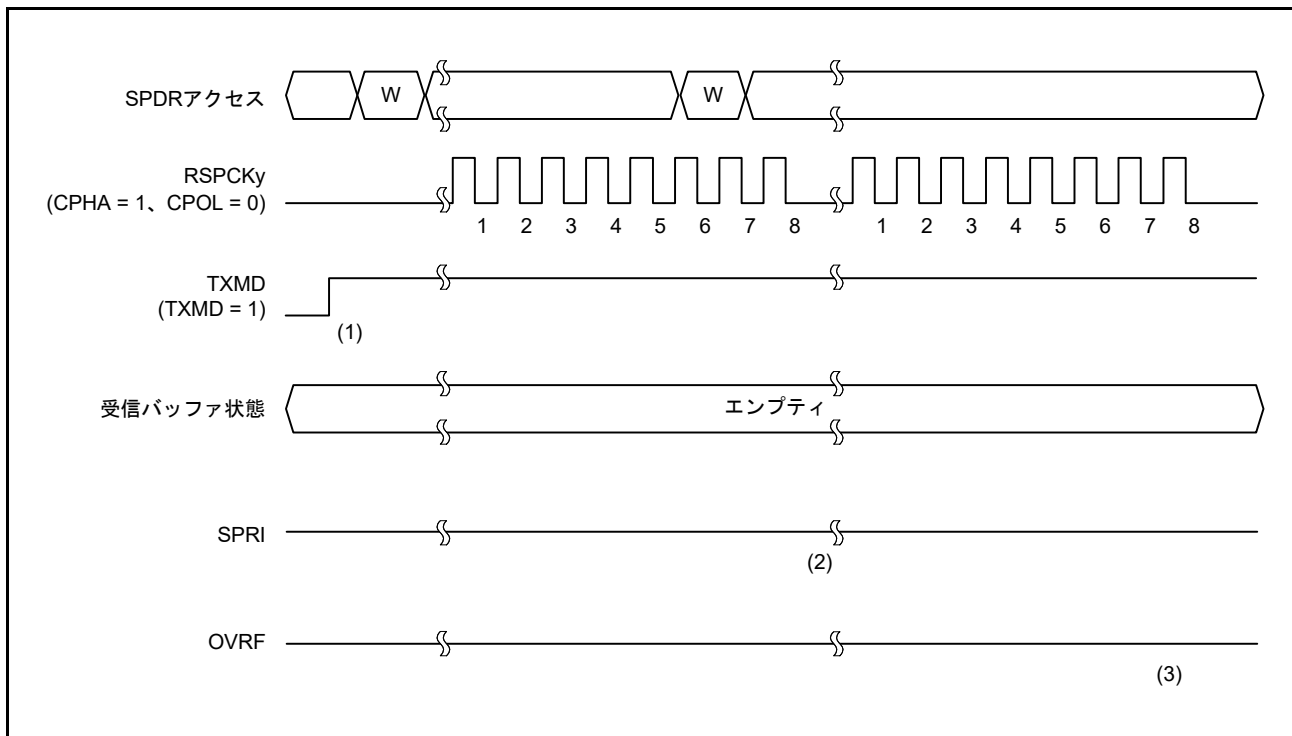 SPDRアクセス W W
RSPCKy
(CPHA = 1、CPOL = 0)
1 2 3 4 5 6 7 8 1 2 3 4 5 6 7 8
TXMD
(TXMD = 1)
(1)
受信バッファ状態 エンプティ
SPRI
(2)
OVRF
(3)